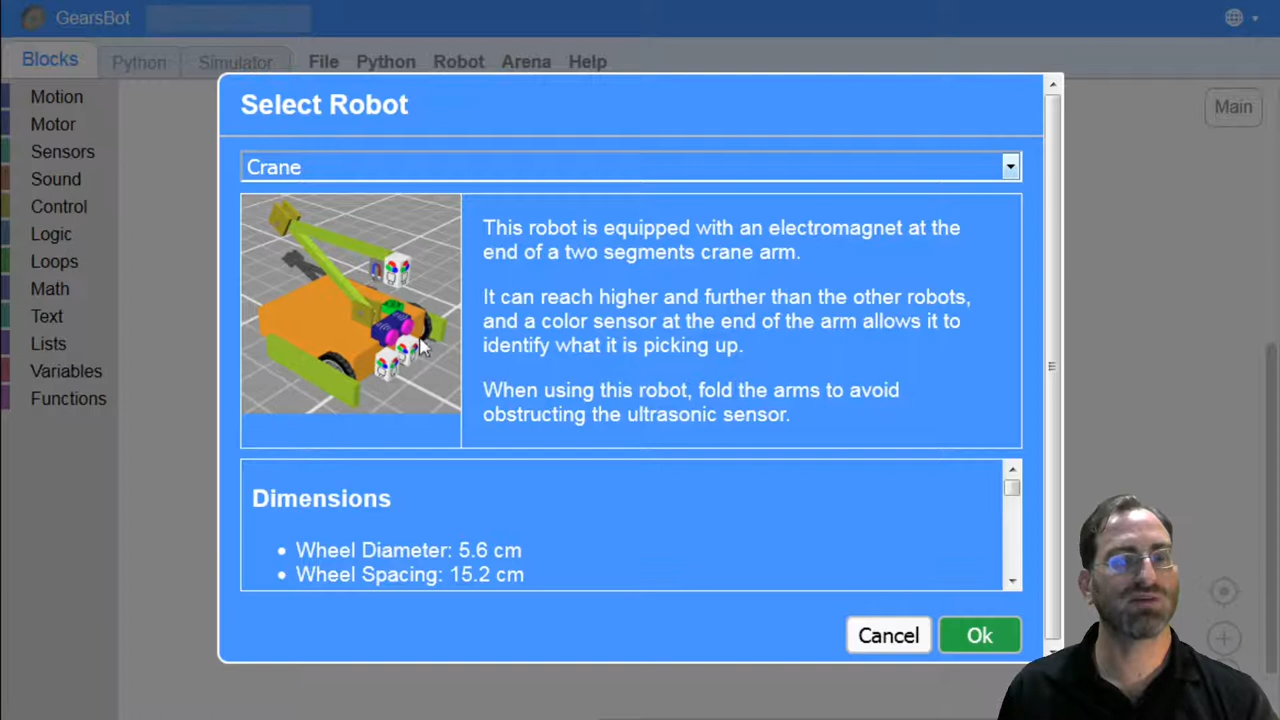 GearsBot
Blocks
Python
Simulator
File
Python
Robot
Arena
Help
Motion
Motor
Sensors
Sound
Control
Logic
Loops
Math
Text
Lists
Variables
Functions
Main
Select Robot
Crane
This robot is equipped with an electromagnet at the
end of a two segments crane arm.
It can reach higher and further than the other robots,
and a color sensor at the end of the arm allows it to
identify what it is picking up.
When using this robot, fold the arms to avoid
obstructing the ultrasonic sensor.
Dimensions
• Wheel Diameter: 5.6 cm
• Wheel Spacing: 15.2 cm
Cancel
Ok